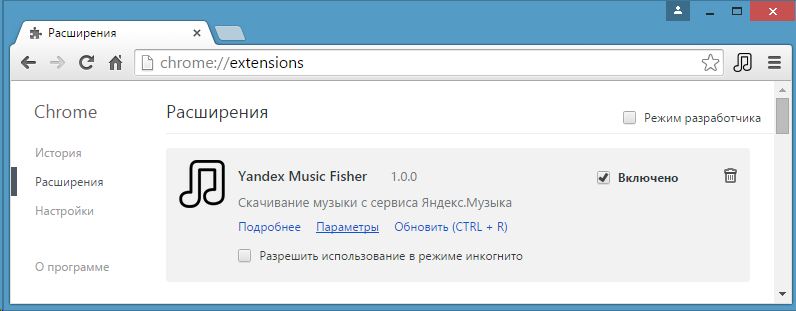 Расширения
chrome://extensions
Chrome
Расширения
Режим разработчика
История
Расширения
Настройки
О программе
Yandex Music Fisher 1.0.0
Включено
Скачивание музыки с сервиса Яндекс.Музыка
Подробнее Параметры Обновить (CTRL + R)
Разрешить использование в режиме инкогнито